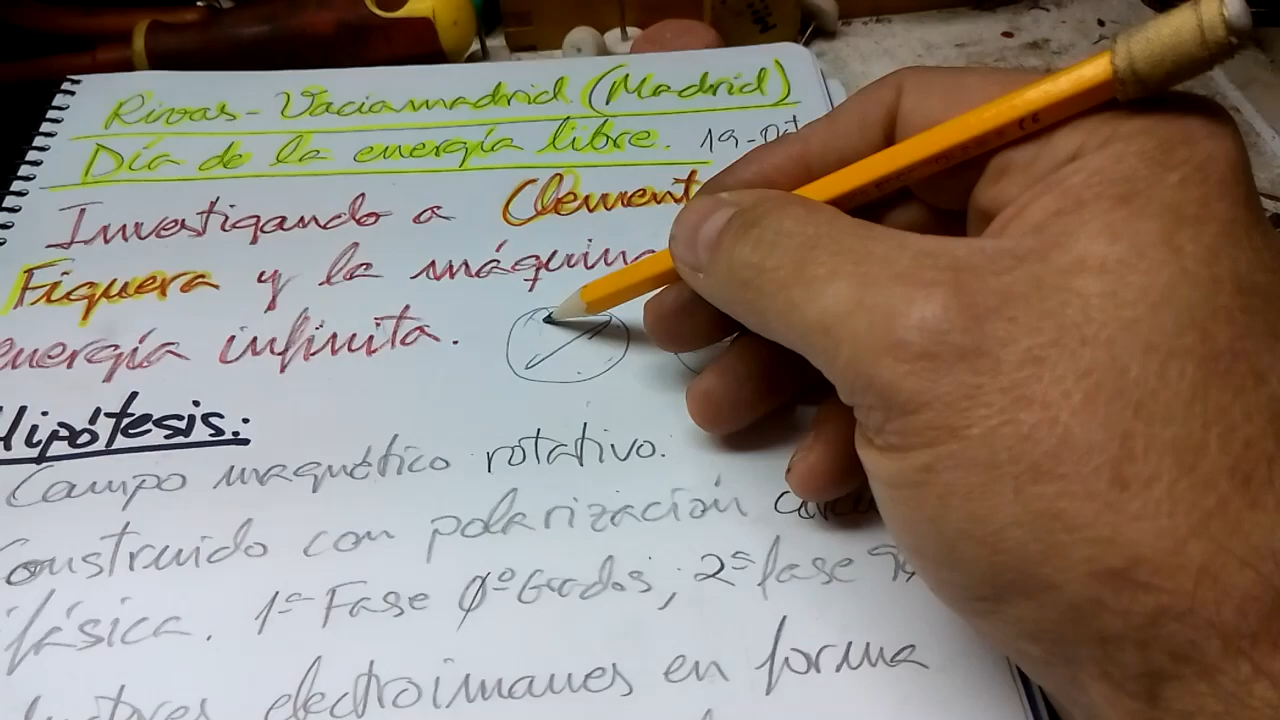 Rivas-Vaciamadrid (Madrid)
Día de la energía libre. 19-Oct
Investigando a Clement
Figuera y la máquina
energía infinita.
Hipótesis:
Campo magnético rotativo.
Construido con polarización
ifásica. 1ª Fase 0º Grados, 2ª fase
electroimanes en forma